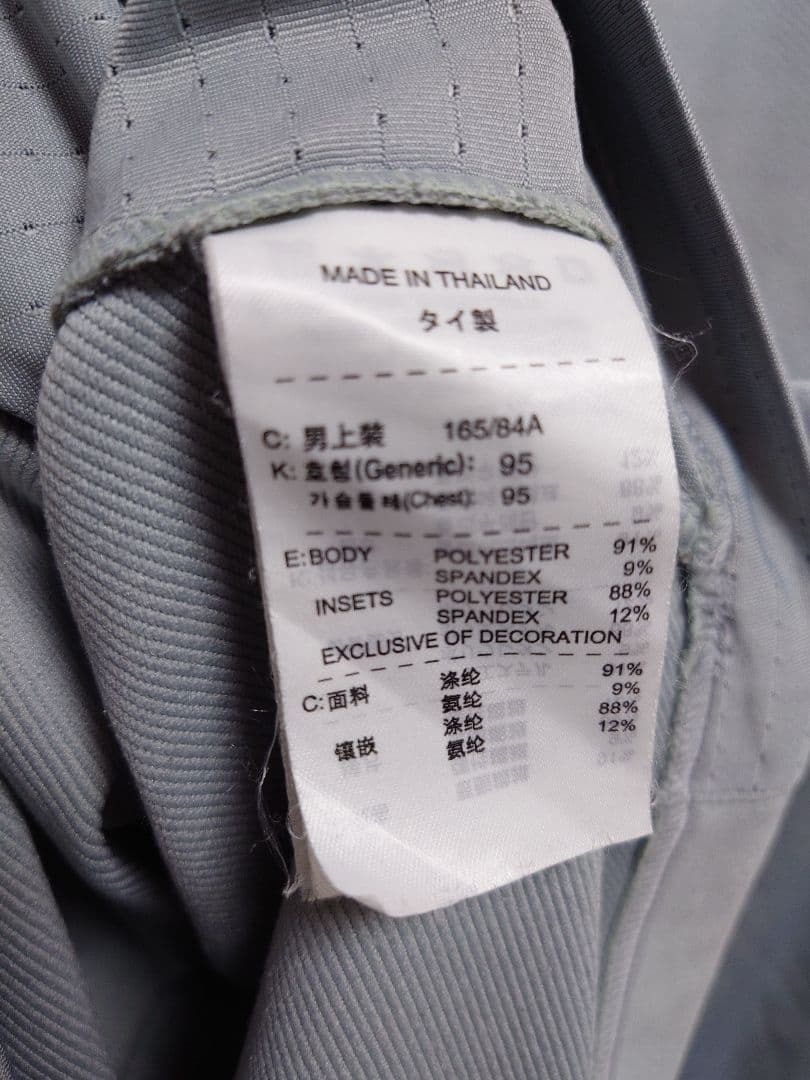 MADE IN THAILAND
タイ製
C: 男上裝 165/84A
K: 호칭(Generic): 95
가슴둘레(Chest): 95
E:BODY POLYESTER 91%
SPANDEX 9%
INSETS POLYESTER 88%
SPANDEX 12%
EXCLUSIVE OF DECORATION
C:面料 涤纶 91%
氨纶 9%
镶嵌 涤纶 88%
氨纶 12%